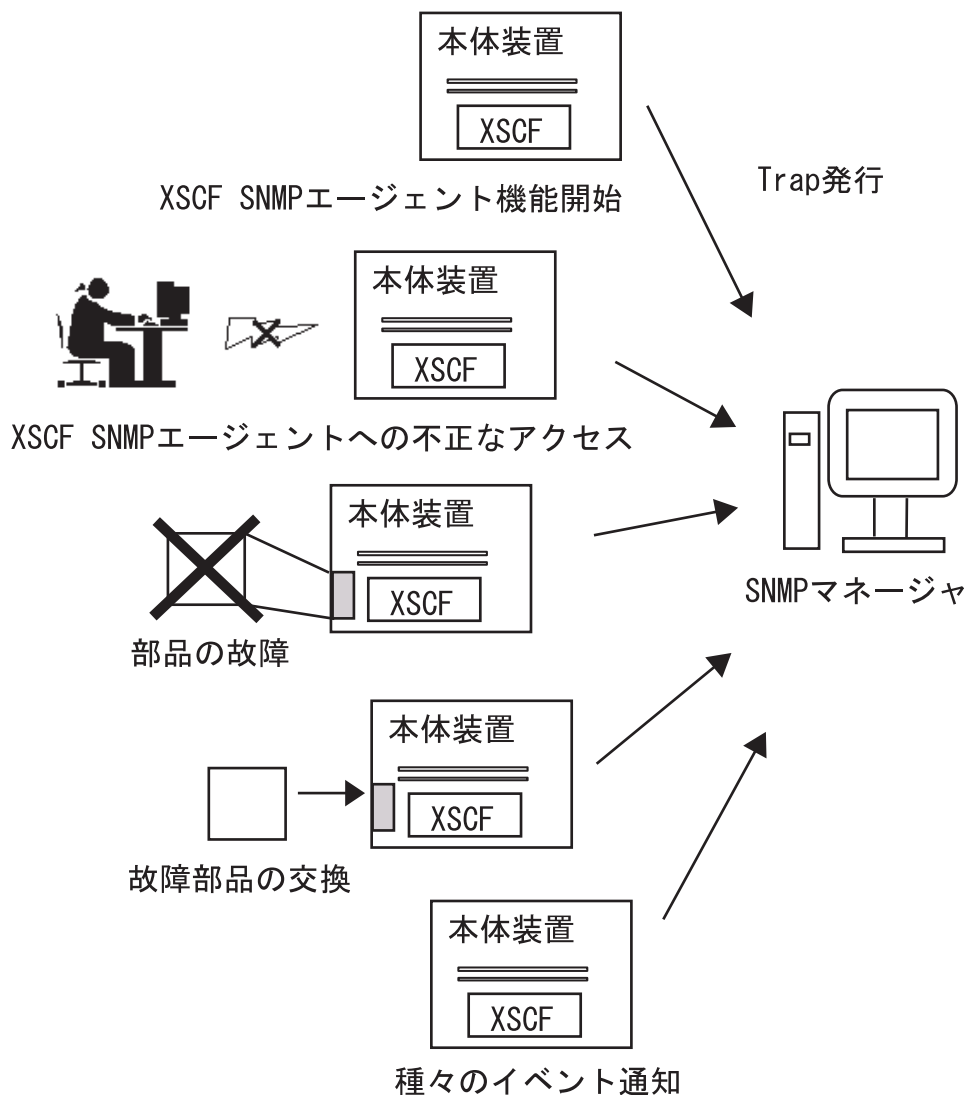 本体装置
XSCF
XSCF SNMPエージェント機能開始
Trap発行
本体装置
XSCF
XSCF SNMPエージェントへの不正なアクセス
本体装置
XSCF
部品の故障
SNMPマネージャ
本体装置
XSCF
故障部品の交換
本体装置
XSCF
種々のイベント通知